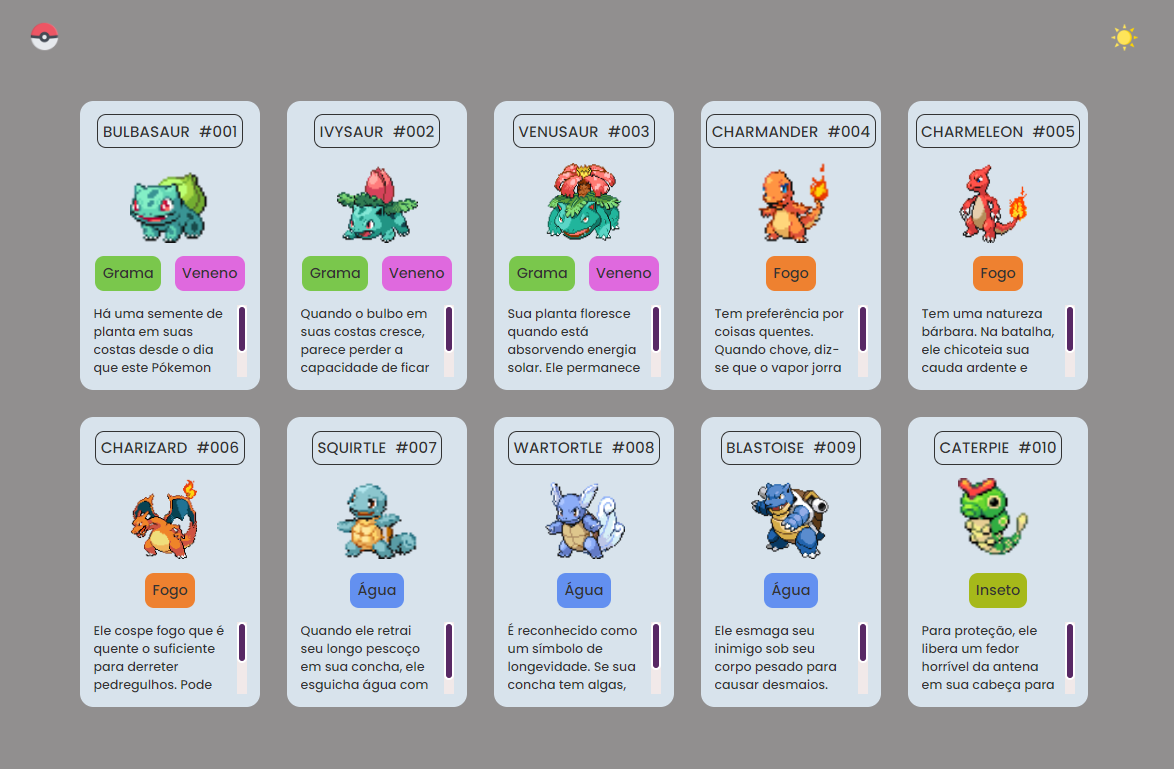 BULBASAUR #001
Grama Veneno
Há uma semente de
planta em suas
costas desde o dia
que este Pókemon
IVYSAUR #002
Grama Veneno
Quando o bulbo em
suas costas cresce,
parece perder a
capacidade de ficar
VENUSAUR #003
Grama Veneno
Sua planta floresce
quando está
absorvendo energia
solar. Ele permanece
CHARMANDER #004
Fogo
Tem preferência por
coisas quentes.
Quando chove, diz-
se que o vapor jorra
CHARMELEON #005
Fogo
Tem uma natureza
bárbara. Na batalha,
ele chicoteia sua
cauda ardente e
CHARIZARD #006
Fogo
Ele cospe fogo que é
quente o suficiente
para derreter
pedregulhos. Pode
SQUIRTLE #007
Água
Quando ele retrai
seu longo pescoço
em sua concha, ele
esguicha água com
WARTORTLE #008
Água
É reconhecido como
um símbolo de
longevidade. Se sua
concha tem algas,
BLASTOISE #009
Água
Ele esmaga seu
inimigo sob seu
corpo pesado para
causar desmaios.
CATERPIE #010
Inseto
Para proteção, ele
libera um fedor
horrível da antena
em sua cabeça para